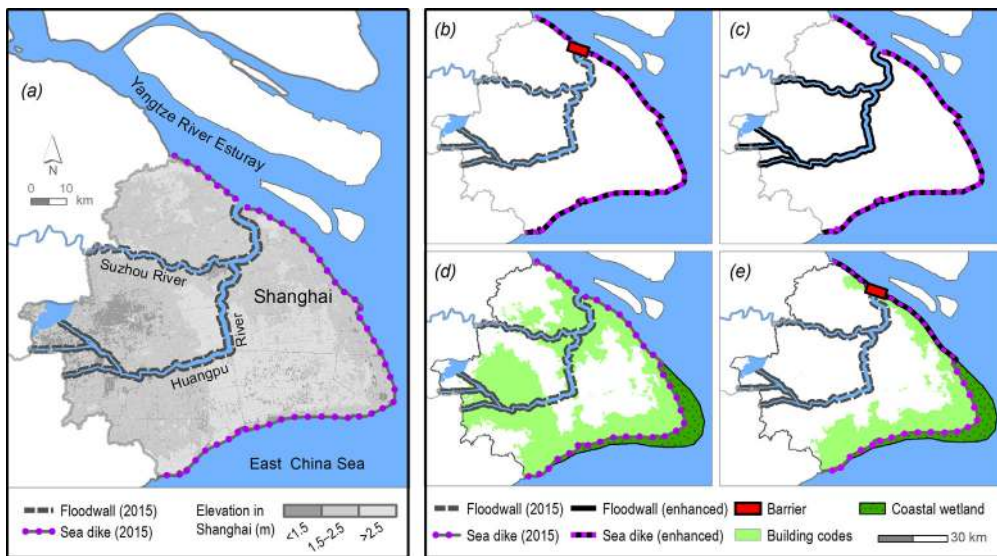 (a)
Yangtze River Esturay
N
0 10
km
Suzhou River
Shanghai
River
Huangpu
East China Sea
Floodwall (2015)
Sea dike (2015)
Elevation in
Shanghai (m)
<1.5
1.5–2.5
>2.5
(b)
(c)
(d)
(e)
Floodwall (2015)
Floodwall (enhanced)
Barrier
Coastal wetland
Sea dike (2015)
Sea dike (enhanced)
Building codes
30 km